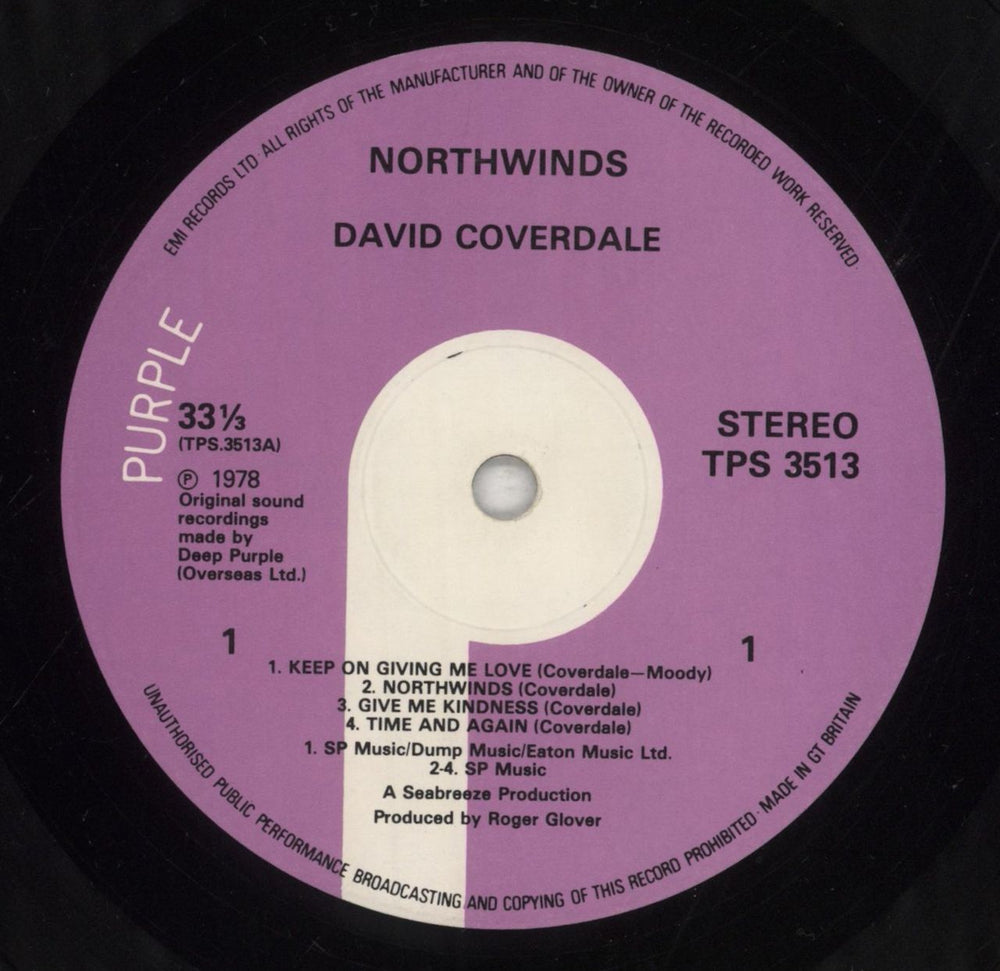 EMI RECORDS LTD · ALL RIGHTS OF THE MANUFACTURER AND OF THE OWNER OF THE RECORDED WORK RESERVED ·
NORTHWINDS
DAVID COVERDALE
PURPLE
33⅓
(TPS.3513A)
Ⓟ 1978
Original sound
recordings
made by
Deep Purple
(Overseas Ltd.)
STEREO
TPS 3513
1
1
1. KEEP ON GIVING ME LOVE (Coverdale—Moody)
2. NORTHWINDS (Coverdale)
3. GIVE ME KINDNESS (Coverdale)
4. TIME AND AGAIN (Coverdale)
1. SP Music/Dump Music/Eaton Music Ltd.
2-4. SP Music
A Seabreeze Production
Produced by Roger Glover
UNAUTHORISED PUBLIC PERFORMANCE BROADCASTING AND COPYING OF THIS RECORD PROHIBITED · MADE IN GT BRITAIN